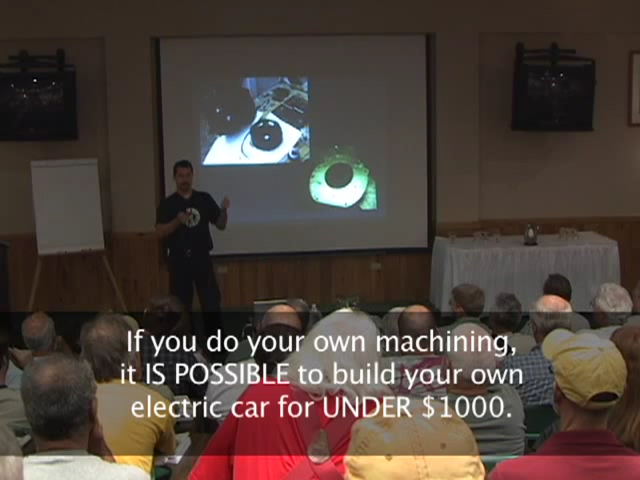 If you do your own machining,
it IS POSSIBLE to build your own
electric car for UNDER $1000.